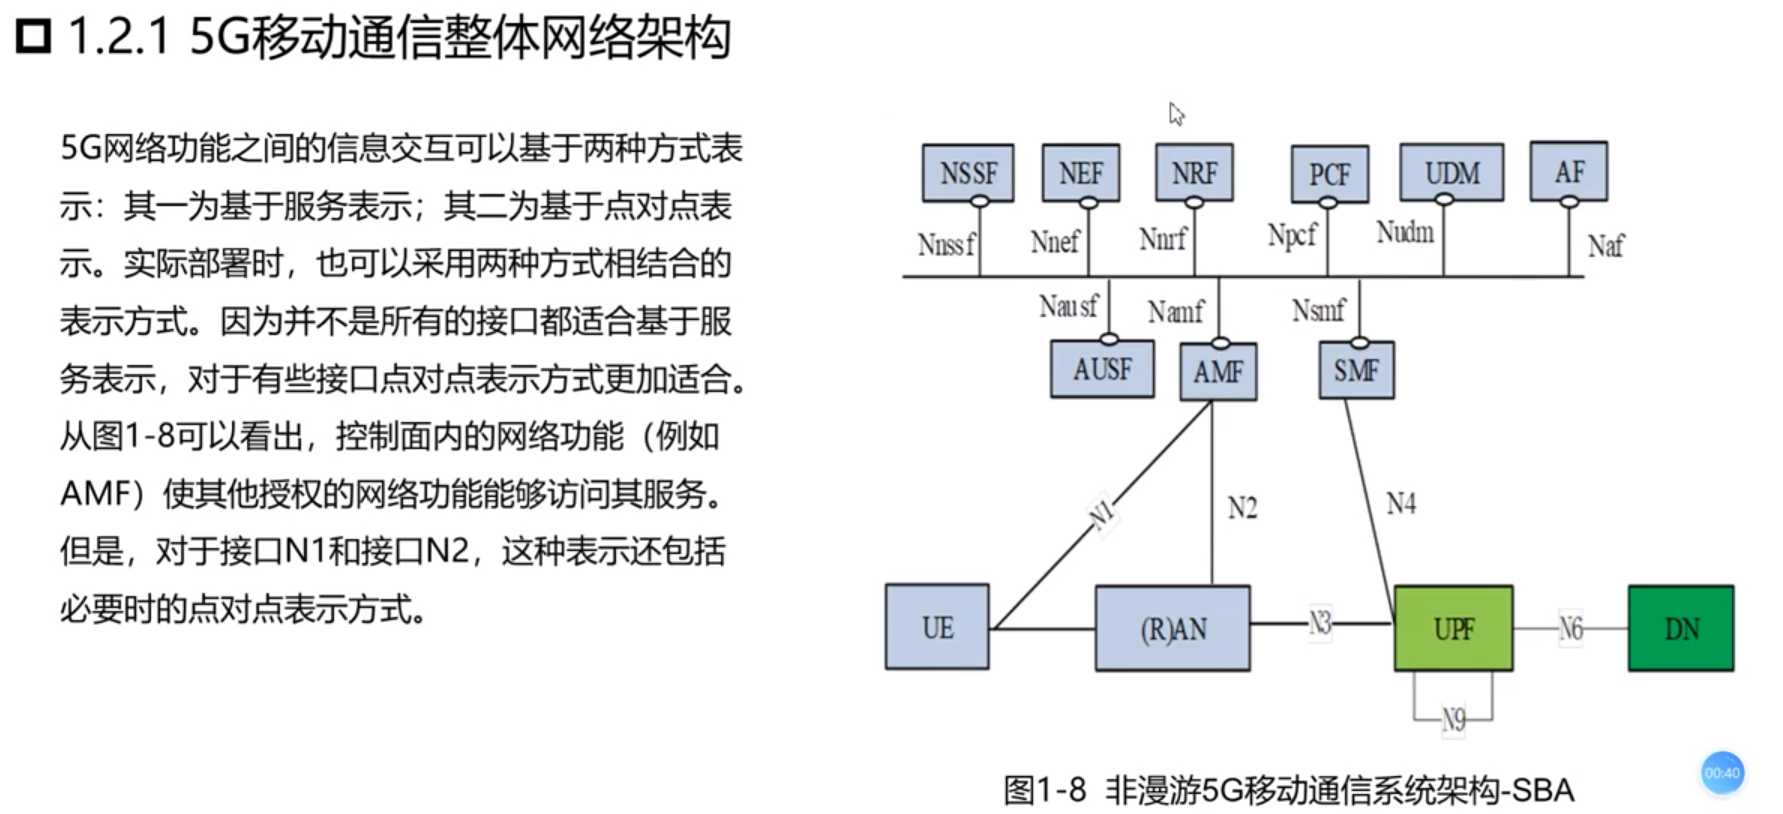 1.2.1 5G移动通信整体网络架构
5G网络功能之间的信息交互可以基于两种方式表
示：其一为基于服务表示；其二为基于点对点表
示。实际部署时，也可以采用两种方式相结合的
表示方式。因为并不是所有的接口都适合基于服
务表示，对于有些接口点对点表示方式更加适合。
从图1-8可以看出，控制面内的网络功能（例如
AMF）使其他授权的网络功能能够访问其服务。
但是，对于接口N1和接口N2，这种表示还包括
必要时的点对点表示方式。
NSSF NEF NRF PCF UDM AF
Nnssf Nnef Nnrf Npcf Nudm Naf
Nausf Namf Nsmf
AUSF AMF SMF
N1 N2 N4
UE (R)AN N3 UPF N6 DN
N9
图1-8 非漫游5G移动通信系统架构-SBA
00:40